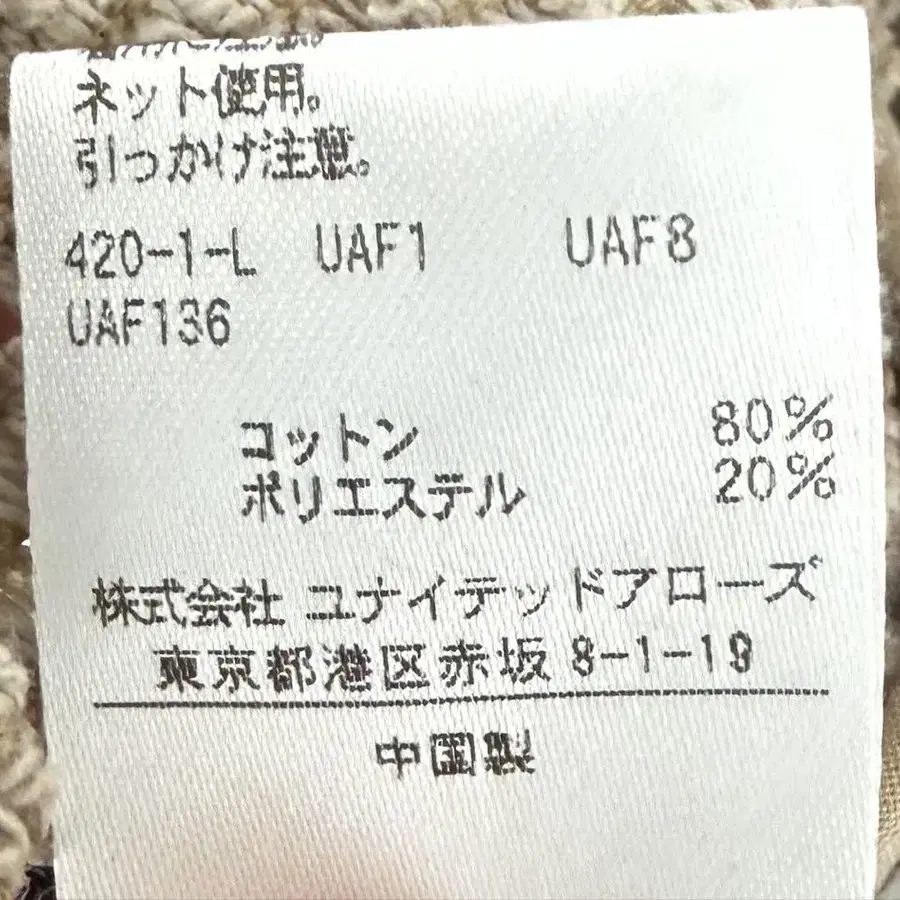 ネット使用。
引っかけ注意。
420-1-L UAF1 UAF8
UAF136
コットン 80%
ポリエステル 20%
株式会社 ユナイテッドアローズ
東京都港区赤坂 8-1-19
中国製